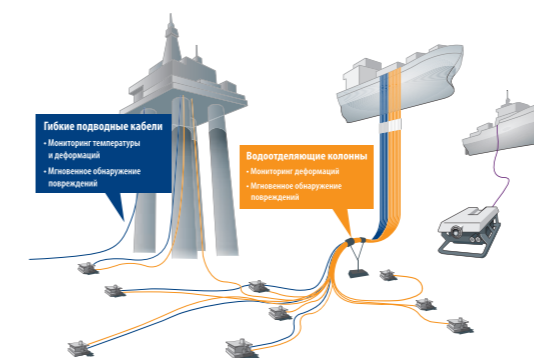 Гибкие подводные кабели
• Мониторинг температуры
и деформаций
• Мгновенное обнаружение
повреждений
Водоотделяющие колонны
• Мониторинг деформаций
• Мгновенное обнаружение
повреждений